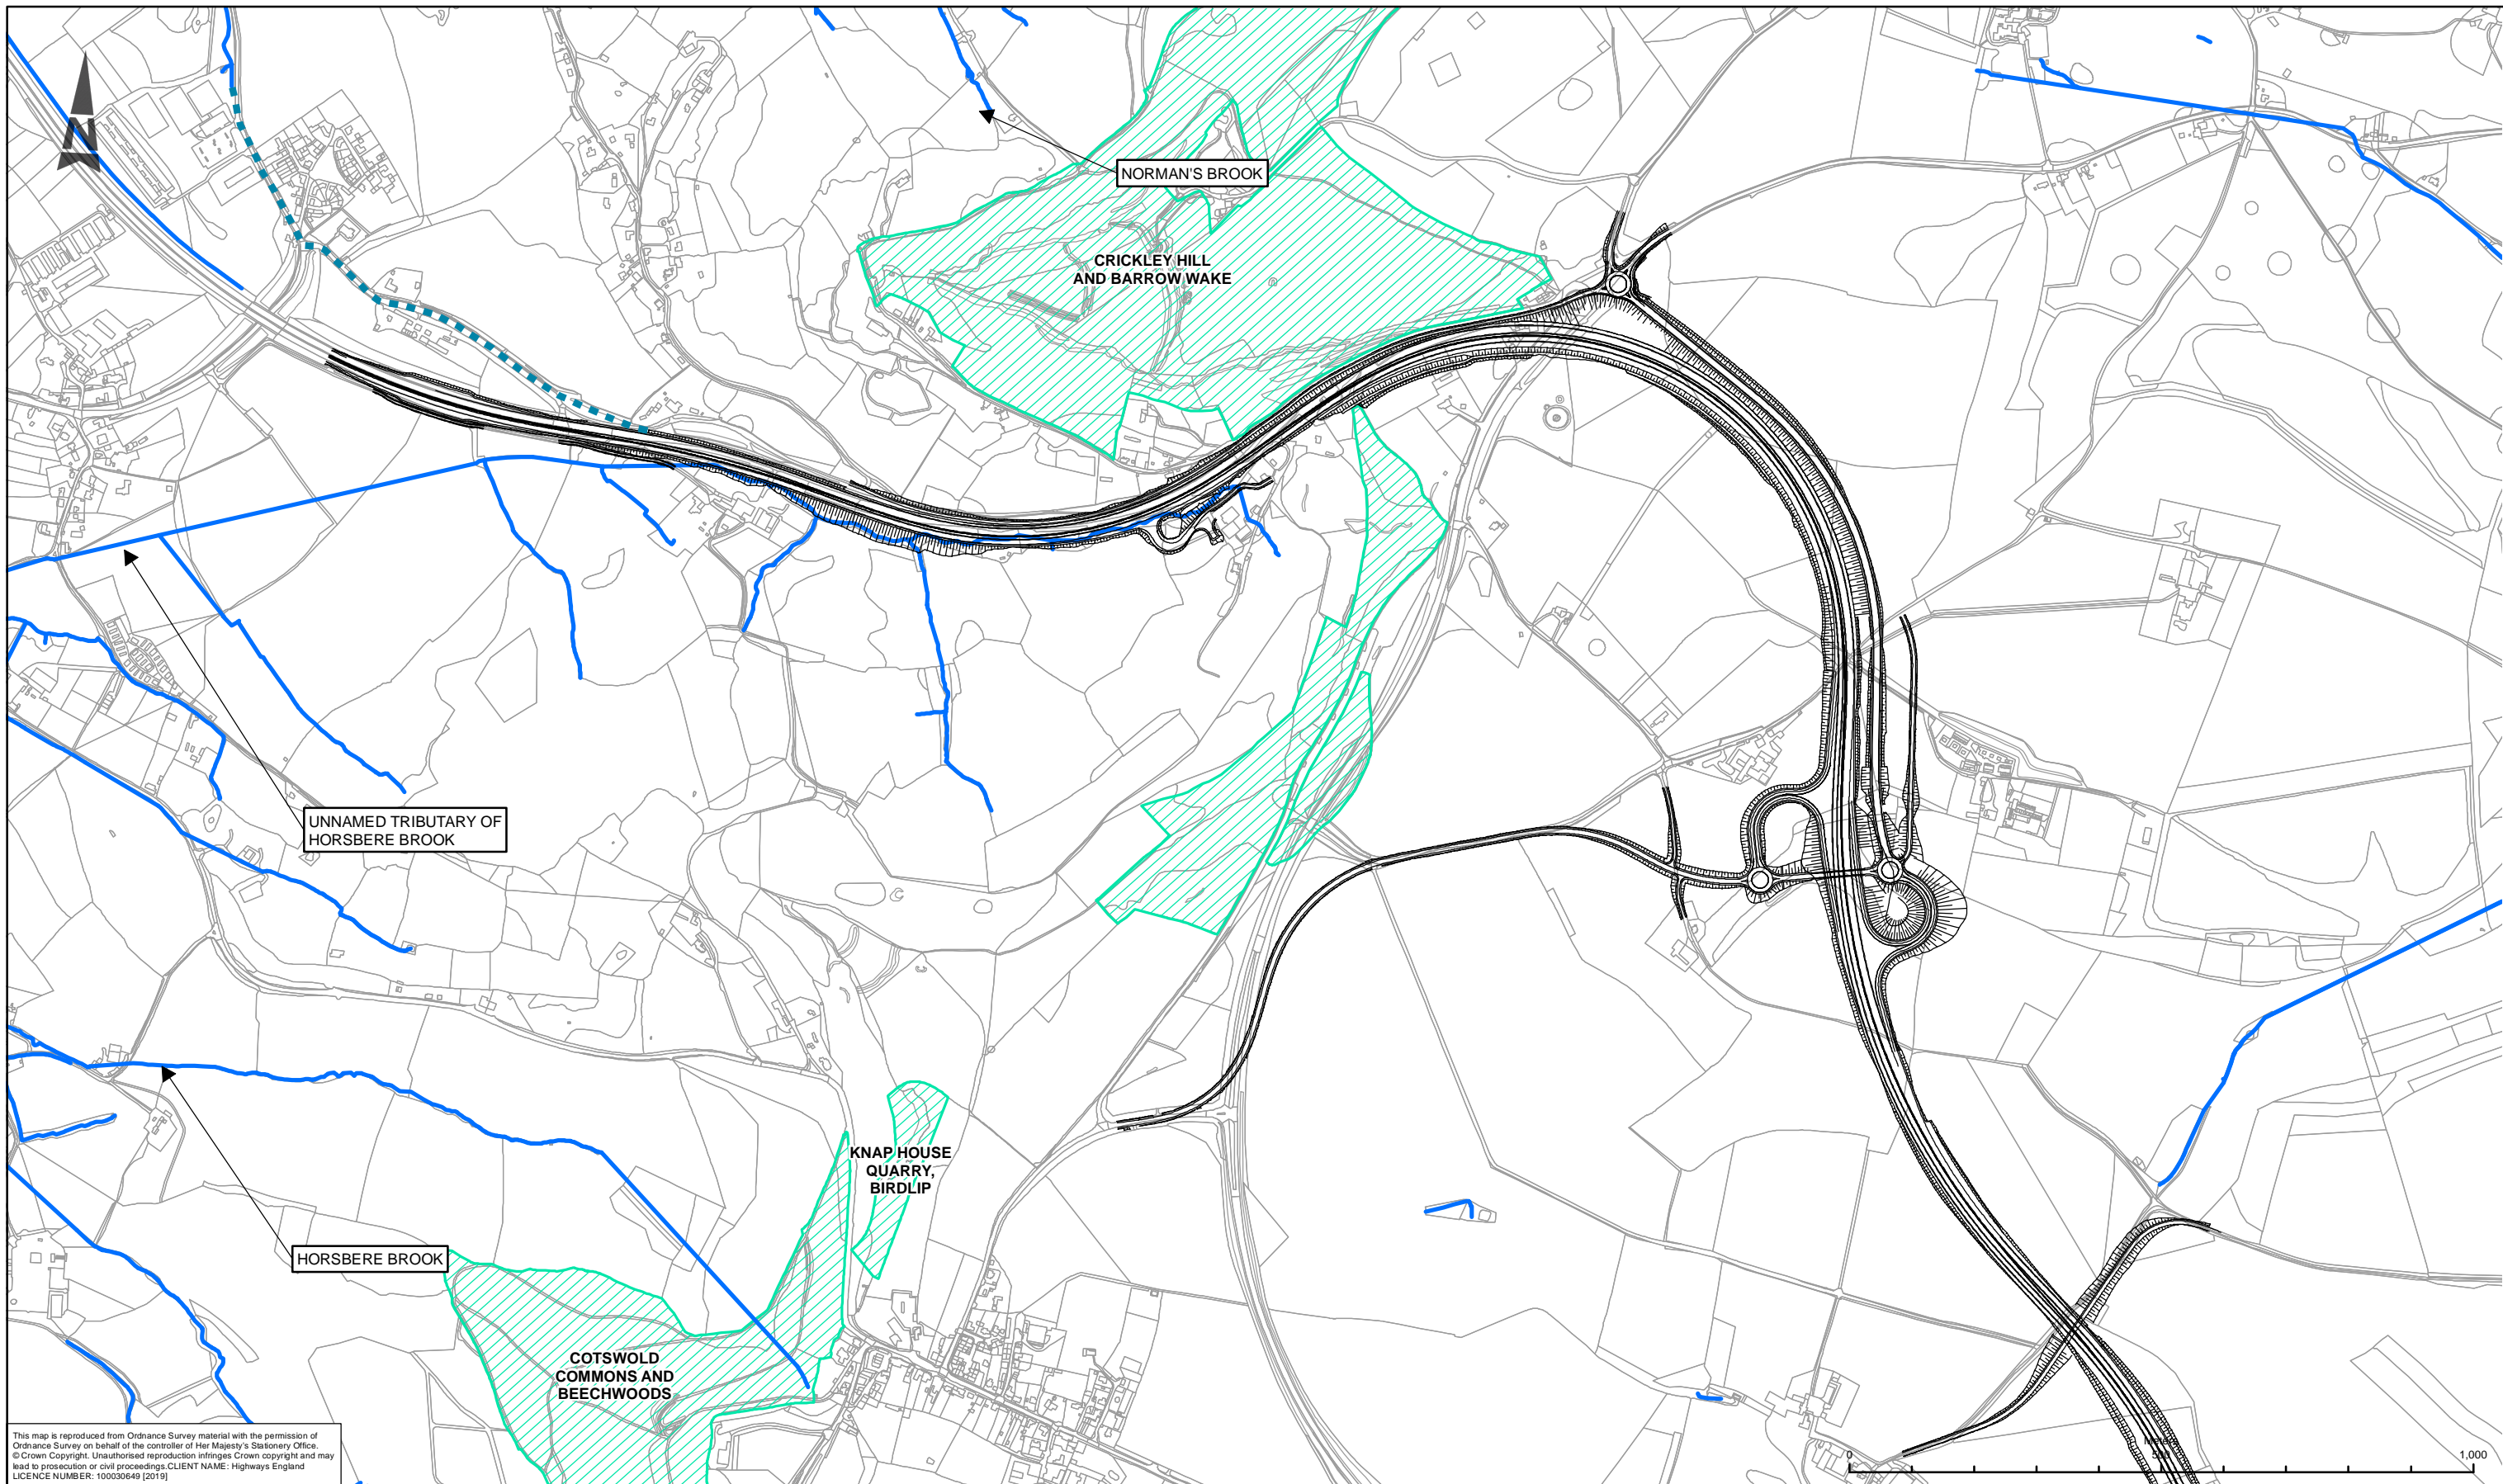 N
NORMAN'S BROOK
CRICKLEY HILL
AND BARROW WAKE
UNNAMED TRIBUTARY OF
HORSBERE BROOK
KNAP HOUSE
QUARRY,
BIRDLIP
HORSBERE BROOK
COTSWOLD
COMMONS AND
BEECHWOODS
This map is reproduced from Ordnance Survey material with the permission of
Ordnance Survey on behalf of the controller of Her Majesty's Stationery Office.
© Crown Copyright. Unauthorised reproduction infringes Crown copyright and may
lead to prosecution or civil proceedings.CLIENT NAME: Highways England
LICENCE NUMBER: 100030649 [2019]
Meters
0 500 1,000